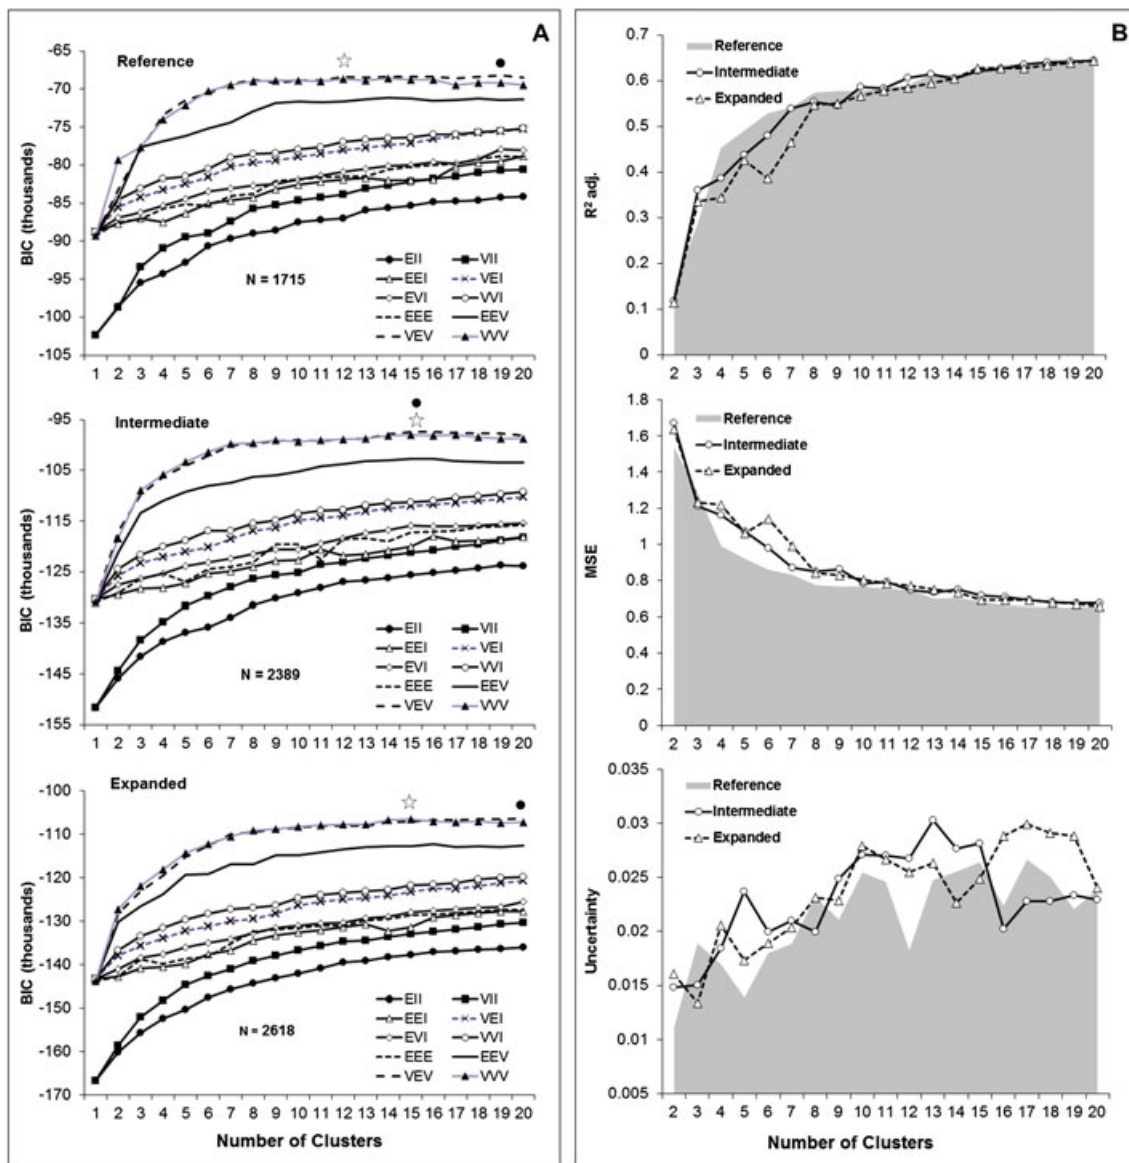 A
Reference
BIC (thousands)
-65
-70
-75
-80
-85
-90
-95
-100
-105
N = 1715
EII VII
EEI VEI
EVI VVI
EEE EEV
VEV VVV
1 2 3 4 5 6 7 8 9 10 11 12 13 14 15 16 17 18 19 20
Intermediate
BIC (thousands)
-95
-105
-115
-125
-135
-145
-155
N = 2389
EII VII
EEI VEI
EVI VVI
EEE EEV
VEV VVV
1 2 3 4 5 6 7 8 9 10 11 12 13 14 15 16 17 18 19 20
Expanded
BIC (thousands)
-100
-110
-120
-130
-140
-150
-160
-170
N = 2618
EII VII
EEI VEI
EVI VVI
EEE EEV
VEV VVV
1 2 3 4 5 6 7 8 9 10 11 12 13 14 15 16 17 18 19 20
Number of Clusters
B
R² adj.
0.7
0.6
0.5
0.4
0.3
0.2
0.1
0
Reference
Intermediate
Expanded
2 3 4 5 6 7 8 9 10 11 12 13 14 15 16 17 18 19 20
MSE
1.8
1.6
1.4
1.2
1
0.8
0.6
0.4
0.2
0
Reference
Intermediate
Expanded
2 3 4 5 6 7 8 9 10 11 12 13 14 15 16 17 18 19 20
Uncertainty
0.035
0.03
0.025
0.02
0.015
0.01
0.005
Reference
Intermediate
Expanded
2 3 4 5 6 7 8 9 10 11 12 13 14 15 16 17 18 19 20
Number of Clusters